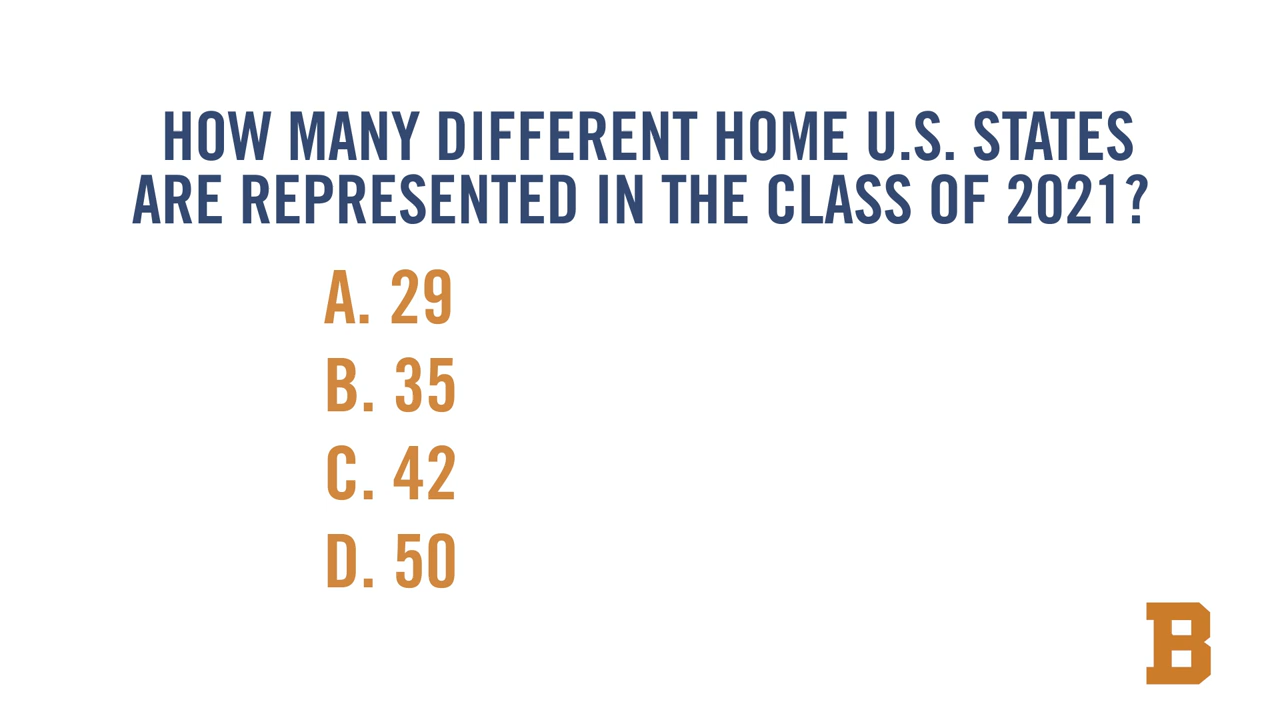 HOW MANY DIFFERENT HOME U.S. STATES
ARE REPRESENTED IN THE CLASS OF 2021?
A. 29
B. 35
C. 42
D. 50
B